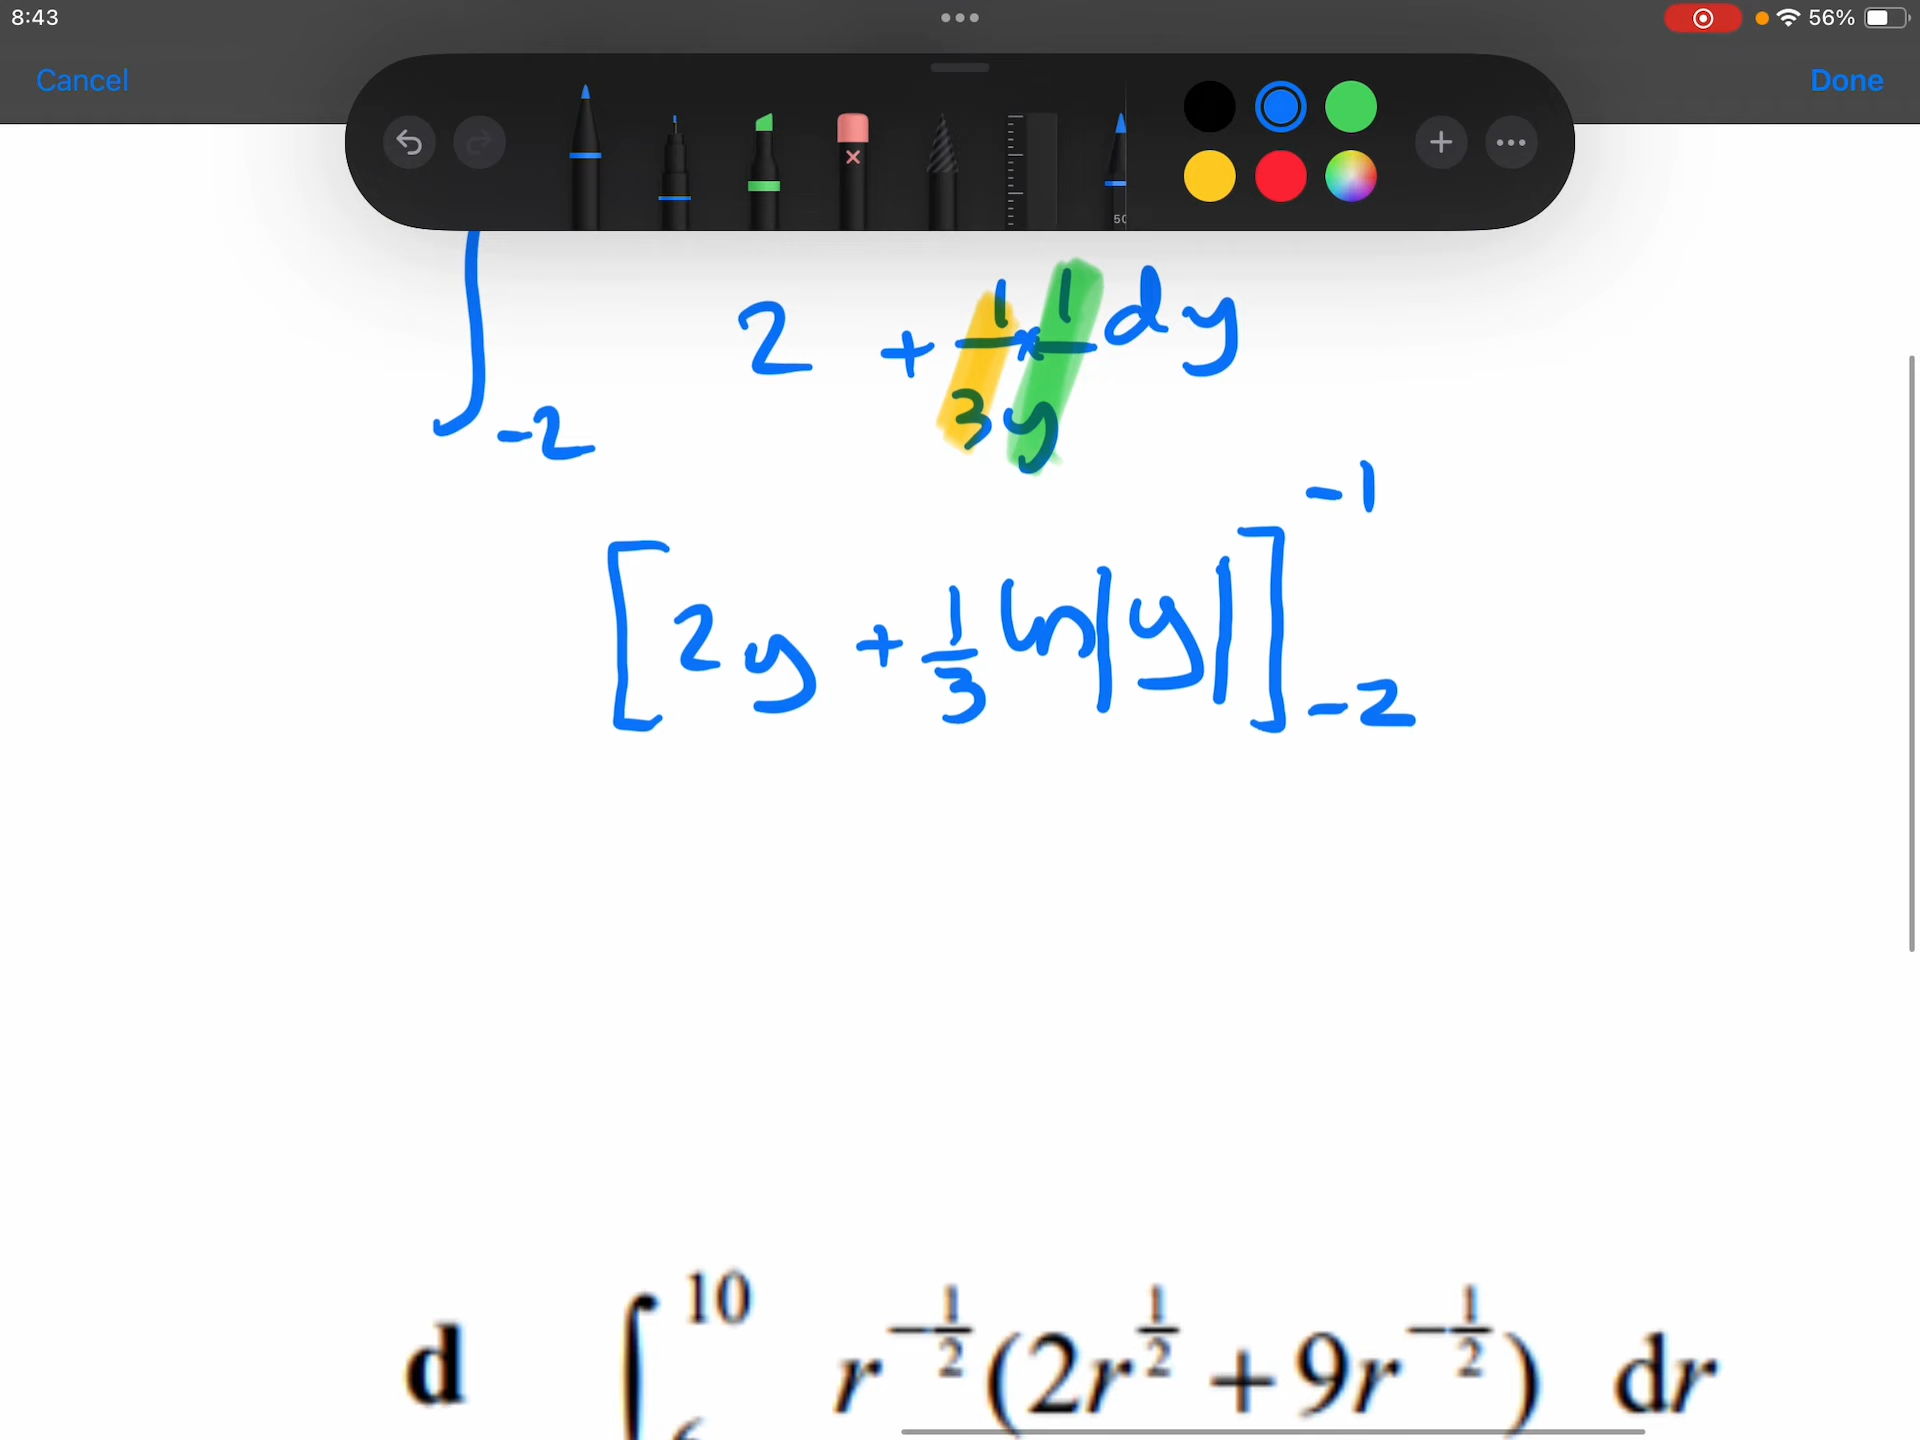 8:43
56%
Cancel
Done
50
∫_{-2} 2 + 1/3 × 1/y dy
[2y + 1/3 ln|y|]_{-2}^{-1}
d ∫^{10} r^{-1/2}(2r^{1/2} + 9r^{-1/2}) dr